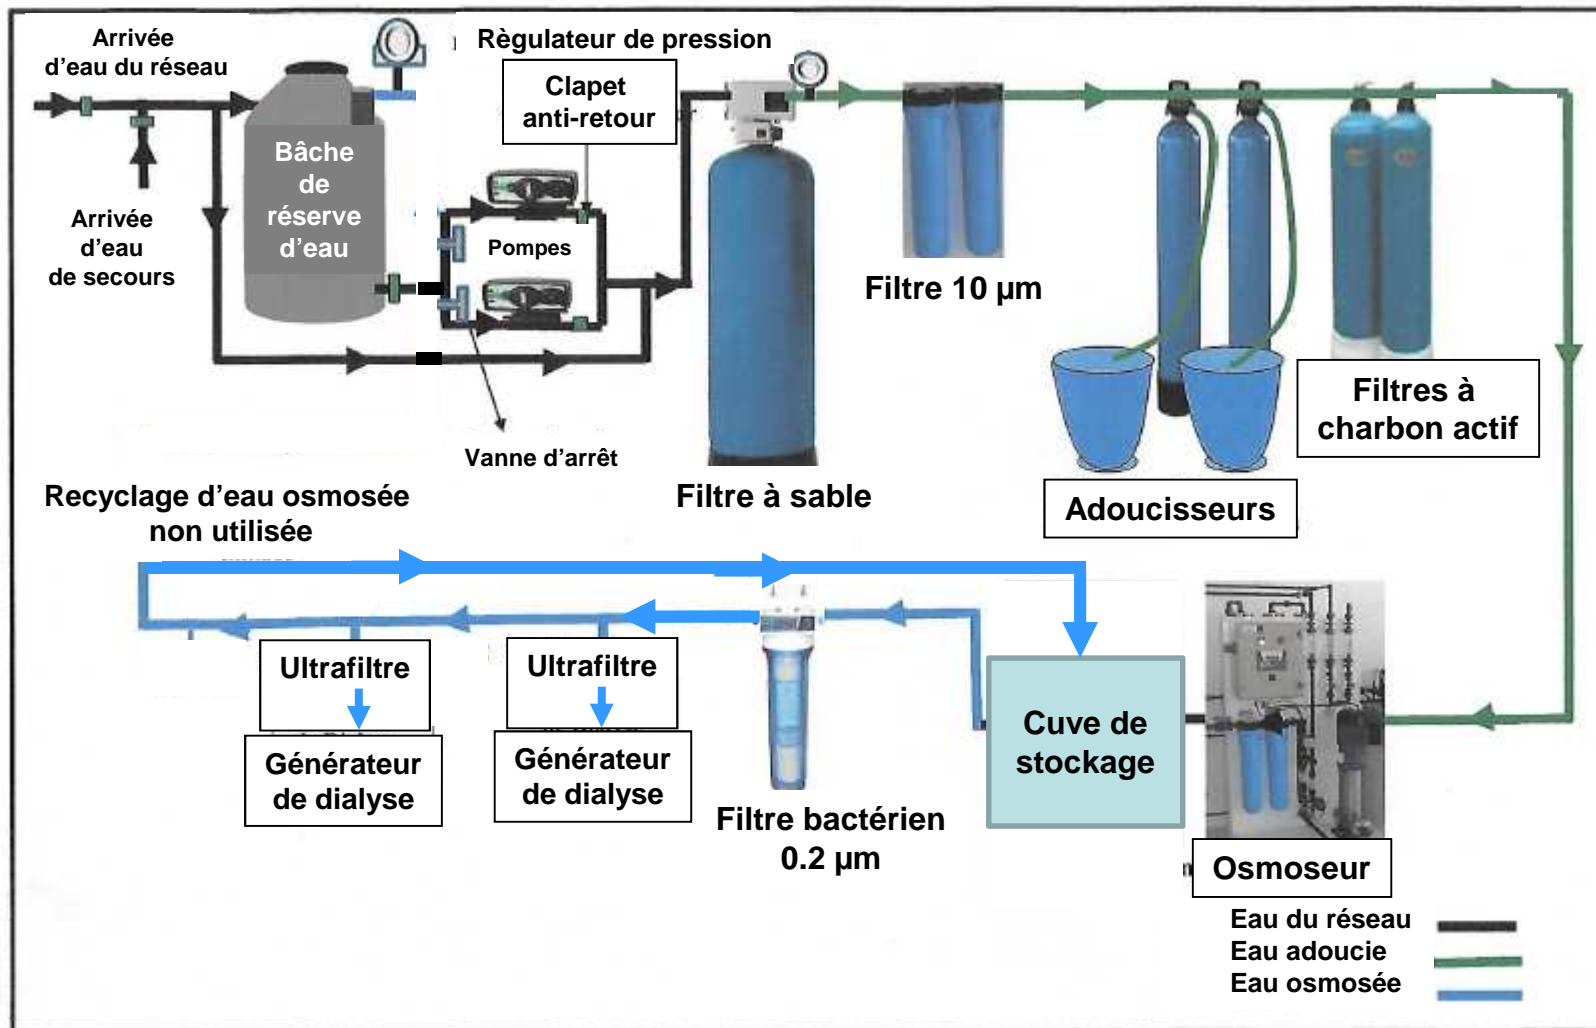 Arrivée
d'eau du réseau
Règulateur de pression
Clapet
anti-retour
Bâche
de
réserve
d'eau
Arrivée
d'eau
de secours
Pompes
Filtre 10 µm
Filtres à
charbon actif
Vanne d'arrêt
Filtre à sable
Adoucisseurs
Recyclage d'eau osmosée
non utilisée
Ultrafiltre
Ultrafiltre
Générateur
de dialyse
Générateur
de dialyse
Filtre bactérien
0.2 µm
Cuve de
stockage
Osmoseur
Eau du réseau
Eau adoucie
Eau osmosée